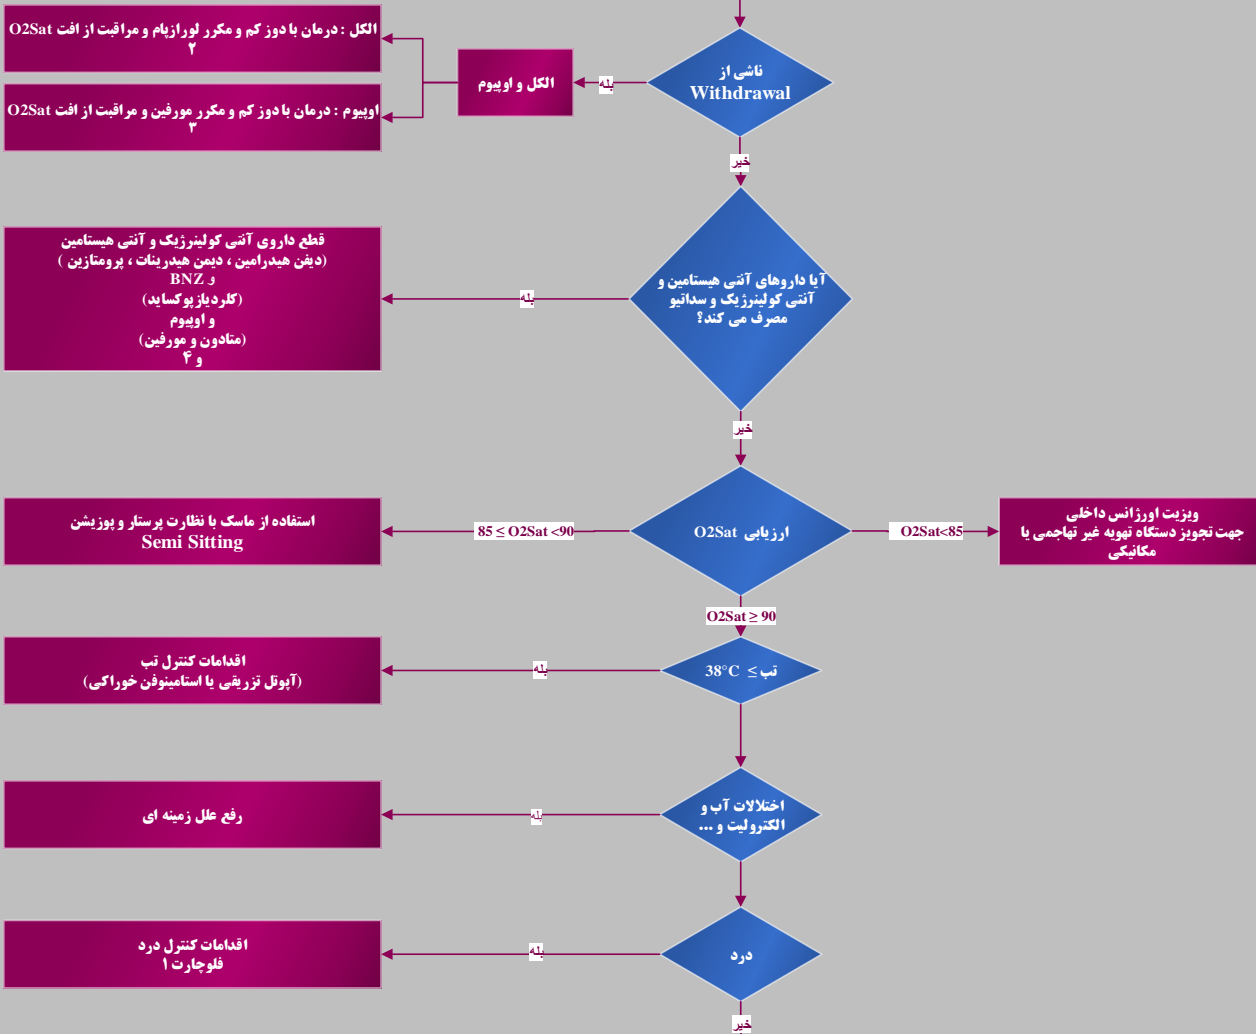 ناشی از
Withdrawal
بله
الکل و اوپیوم
الکل : درمان با دوز کم و مکرر لورازپام و مراقبت از افت O2Sat
۲
اوپیوم : درمان با دوز کم و مکرر مورفین و مراقبت از افت O2Sat
۳
خیر
آیا داروهای آنتی هیستامین و
آنتی کولینرژیک و سداتیو
مصرف می کند؟
بله
قطع داروی آنتی کولینرژیک و آنتی هیستامین
(دیفن هیدرامین ، دیمن هیدرینات ، پرومتازین )
و BNZ
(کلردیازپوکساید)
و اوپیوم
(متادون و مورفین)
و ۴
خیر
ارزیابی O2Sat
O2Sat<85
ویزیت اورژانس داخلی
جهت تجویز دستگاه تهویه غیر تهاجمی یا
مکانیکی
85 ≤ O2Sat <90
استفاده از ماسک با نظارت پرستار و پوزیشن
Semi Sitting
O2Sat ≥ 90
تب ≥ 38°C
بله
اقدامات کنترل تب
(آپوتل تزریقی یا استامینوفن خوراکی)
اختلالات آب و
الکترولیت و ...
بله
رفع علل زمینه ای
درد
بله
اقدامات کنترل درد
فلوچارت ۱
خیر